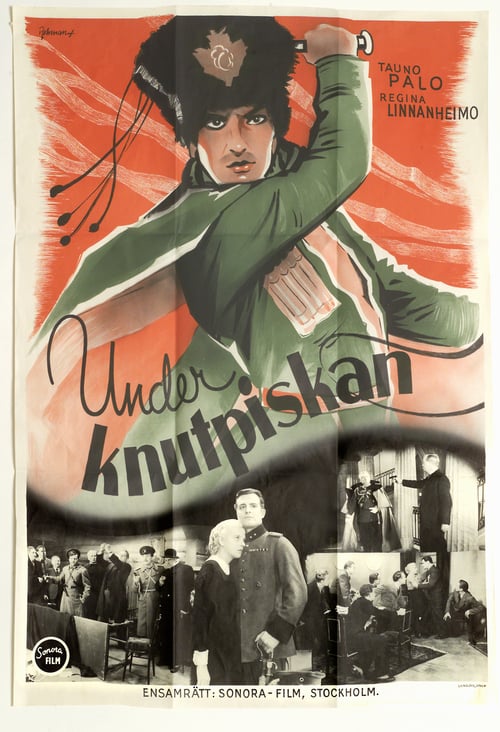 TAUNO
PALO
REGINA
LINNANHEIMO
Under
knutpiskan
Sonora
FILM
ENSAMRÄTT: SONORA-FILM, STOCKHOLM.